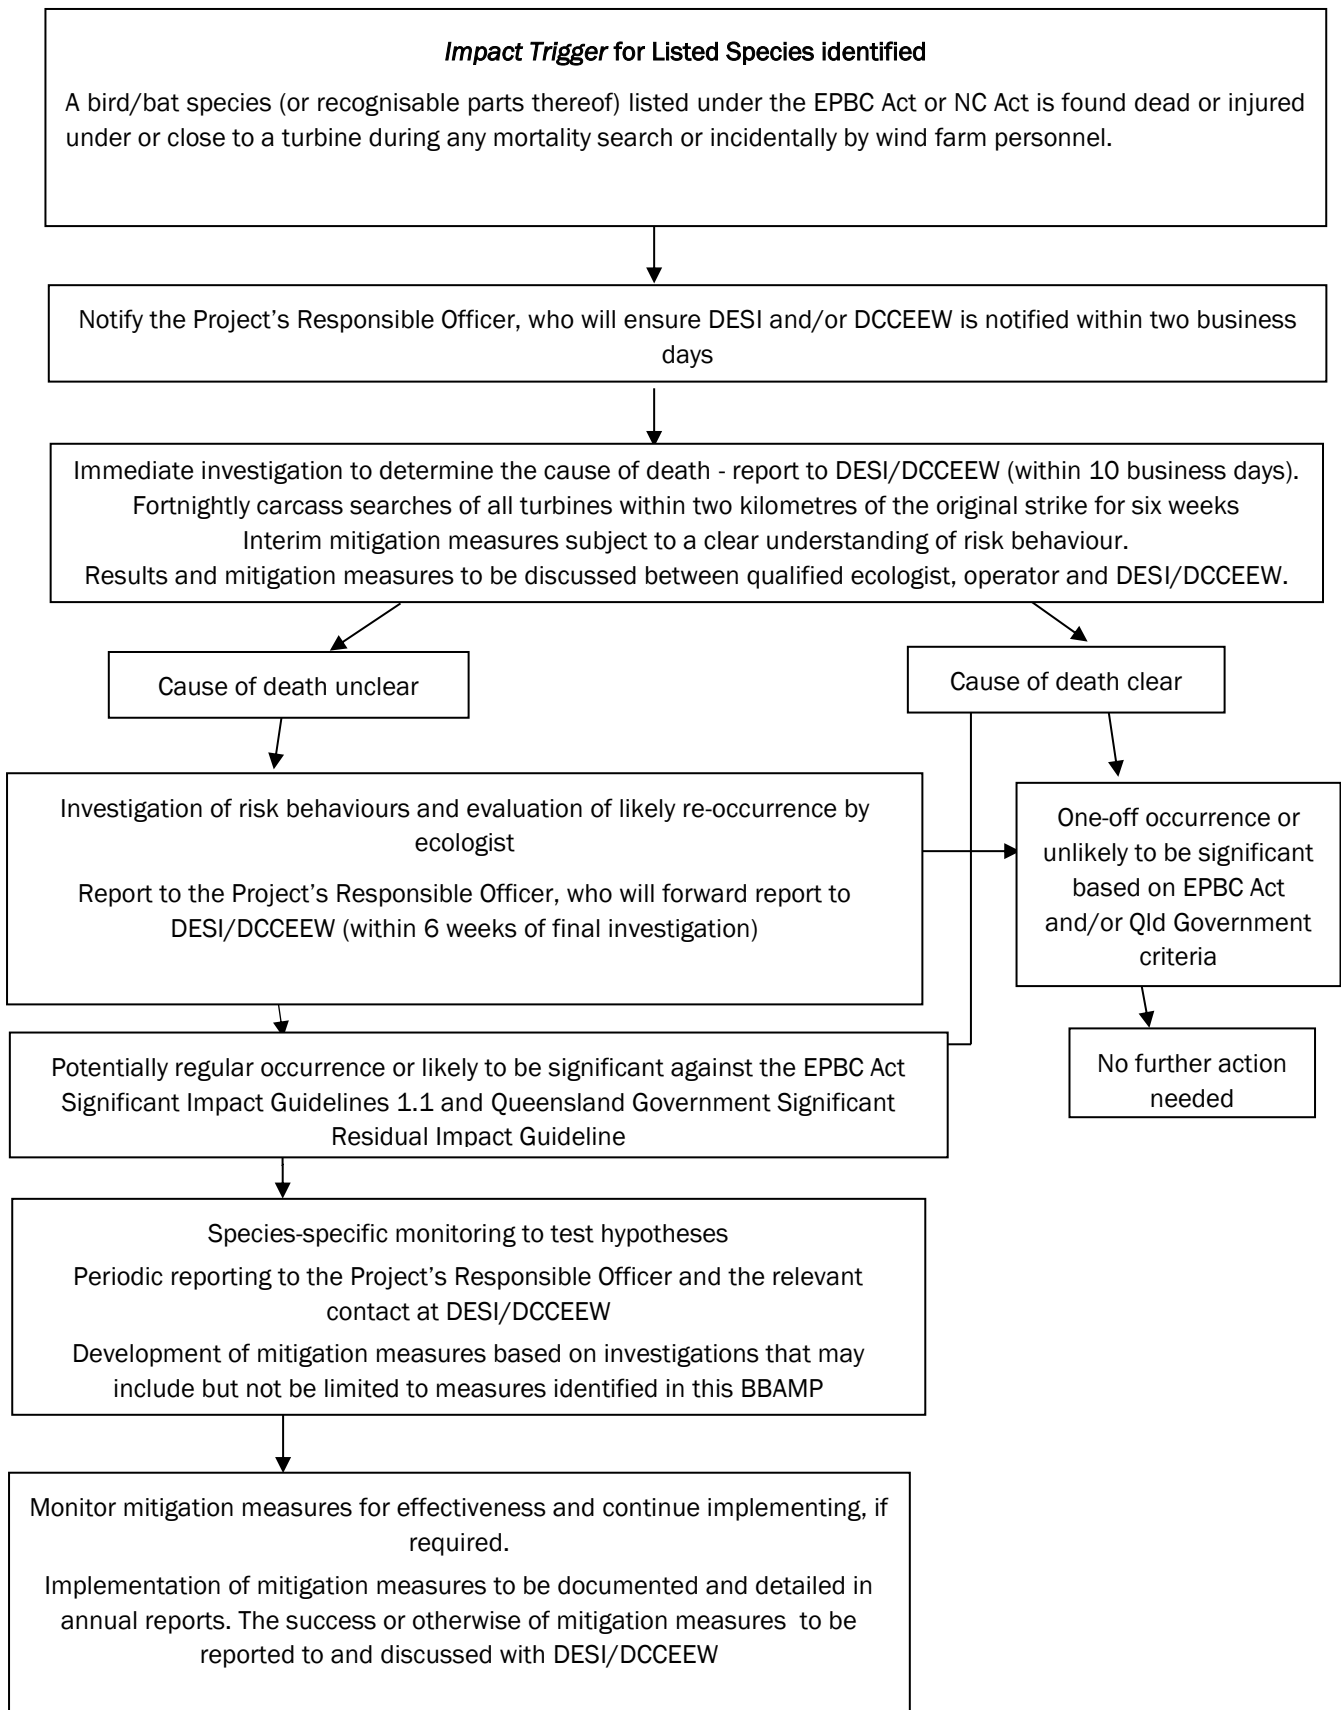 Impact Trigger for Listed Species identified
A bird/bat species (or recognisable parts thereof) listed under the EPBC Act or NC Act is found dead or injured
under or close to a turbine during any mortality search or incidentally by wind farm personnel.
Notify the Project's Responsible Officer, who will ensure DESI and/or DCCEEW is notified within two business
days
Immediate investigation to determine the cause of death - report to DESI/DCCEEW (within 10 business days).
Fortnightly carcass searches of all turbines within two kilometres of the original strike for six weeks
Interim mitigation measures subject to a clear understanding of risk behaviour.
Results and mitigation measures to be discussed between qualified ecologist, operator and DESI/DCCEEW.
Cause of death unclear
Cause of death clear
Investigation of risk behaviours and evaluation of likely re-occurrence by
ecologist
Report to the Project's Responsible Officer, who will forward report to
DESI/DCCEEW (within 6 weeks of final investigation)
One-off occurrence or
unlikely to be significant
based on EPBC Act
and/or Qld Government
criteria
No further action
needed
Potentially regular occurrence or likely to be significant against the EPBC Act
Significant Impact Guidelines 1.1 and Queensland Government Significant
Residual Impact Guideline
Species-specific monitoring to test hypotheses
Periodic reporting to the Project's Responsible Officer and the relevant
contact at DESI/DCCEEW
Development of mitigation measures based on investigations that may
include but not be limited to measures identified in this BBAMP
Monitor mitigation measures for effectiveness and continue implementing, if
required.
Implementation of mitigation measures to be documented and detailed in
annual reports. The success or otherwise of mitigation measures to be
reported to and discussed with DESI/DCCEEW